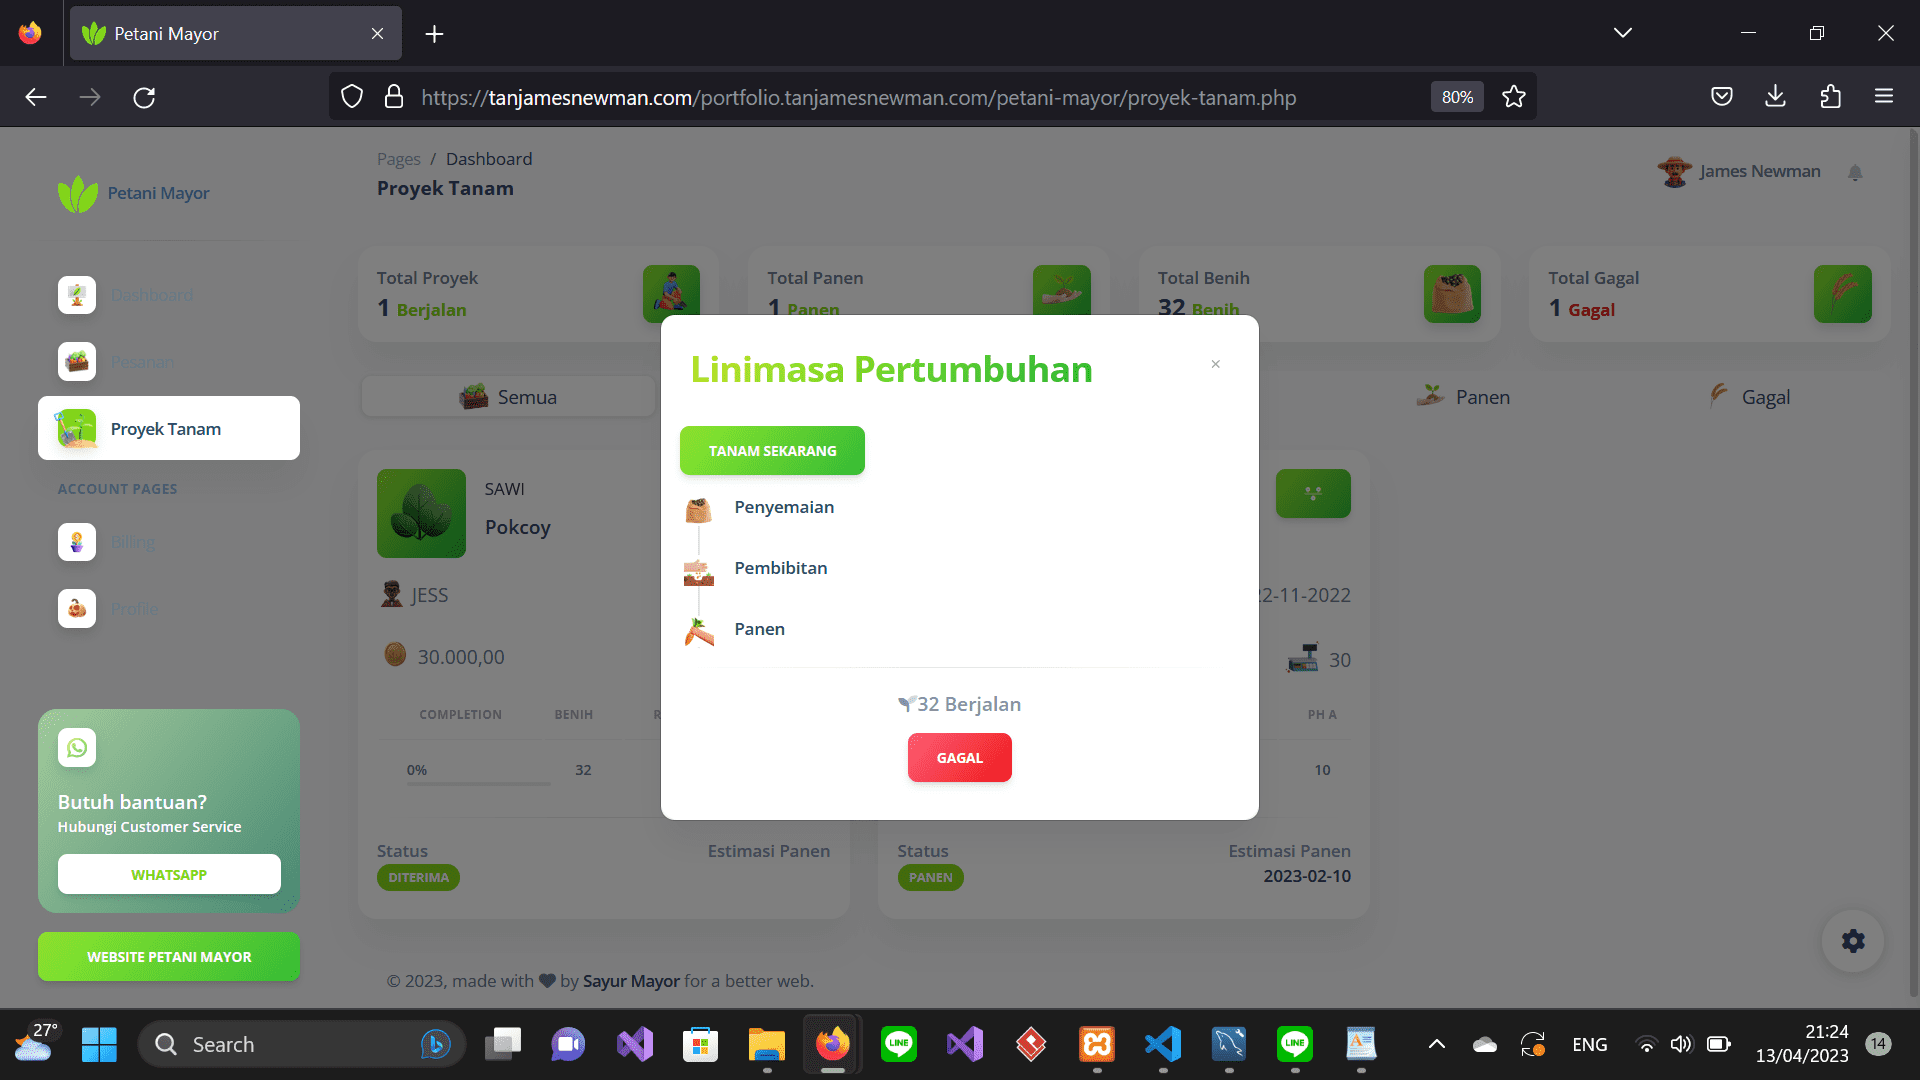 Petani Mayor
https://tanjamesnewman.com/portfolio.tanjamesnewman.com/petani-mayor/proyek-tanam.php
80%
Petani Mayor
Pages / Dashboard
Proyek Tanam
James Newman
Dashboard
Pesanan
Proyek Tanam
ACCOUNT PAGES
Billing
Profile
Butuh bantuan?
Hubungi Customer Service
WHATSAPP
WEBSITE PETANI MAYOR
Total Proyek
1 Berjalan
Total Panen
1 Panen
Total Benih
32 Benih
Total Gagal
1 Gagal
Semua
Panen
Gagal
Linimasa Pertumbuhan
×
TANAM SEKARANG
Penyemaian
Pembibitan
Panen
32 Berjalan
GAGAL
SAWI
Pokcoy
JESS
30.000,00
COMPLETION BENIH
0% 32
Status Estimasi Panen
DITERIMA
2-11-2022
30
PH A
10
Status Estimasi Panen
PANEN 2023-02-10
© 2023, made with by Sayur Mayor for a better web.
27°
Search
LINE
LINE
ENG
21:24
13/04/2023
14